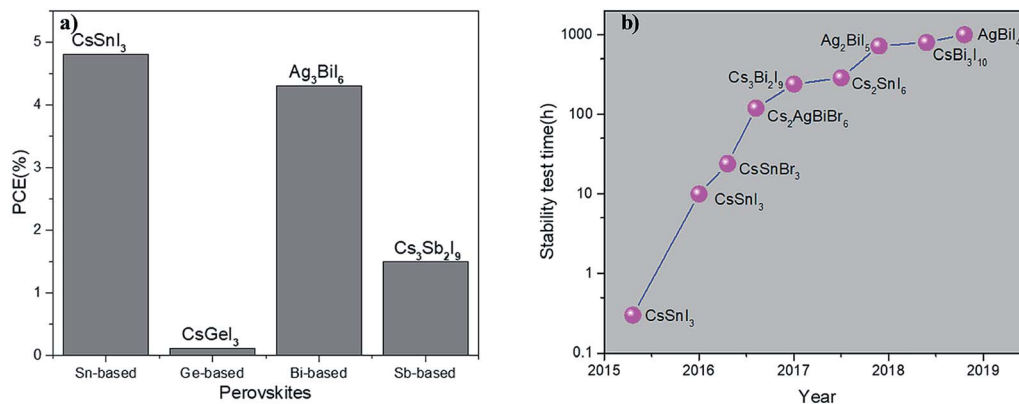 a)
CsSnI₃
Ag₃BiI₆
Cs₃Sb₂I₉
CsGeI₃
5
4
3
2
1
0
PCE(%)
Sn-based Ge-based Bi-based Sb-based
Perovskites
b)
1000
100
10
1
0.1
Stability test time(h)
AgBiI₄
Ag₂BiI₅
CsBi₃I₁₀
Cs₃Bi₂I₉
Cs₂SnI₆
Cs₂AgBiBr₆
CsSnBr₃
CsSnI₃
CsSnI₃
2015 2016 2017 2018 2019
Year